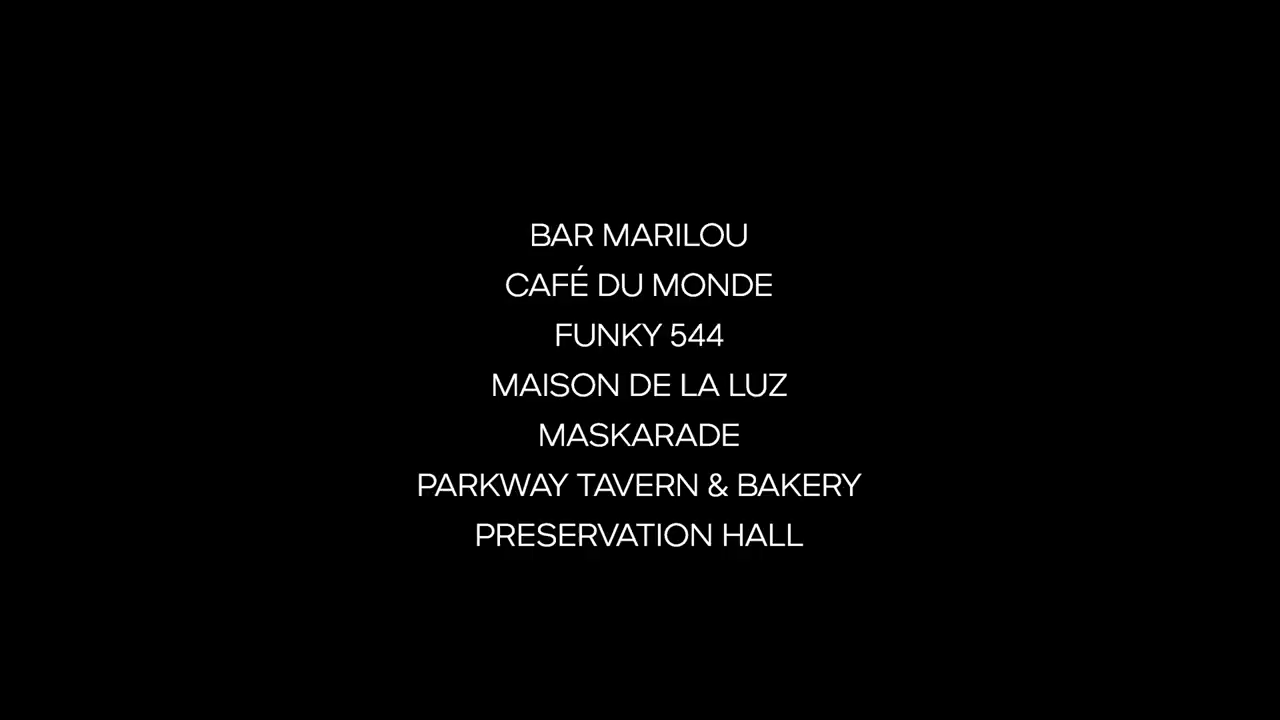 BAR MARILOU
CAFÉ DU MONDE
FUNKY 544
MAISON DE LA LUZ
MASKARADE
PARKWAY TAVERN & BAKERY
PRESERVATION HALL